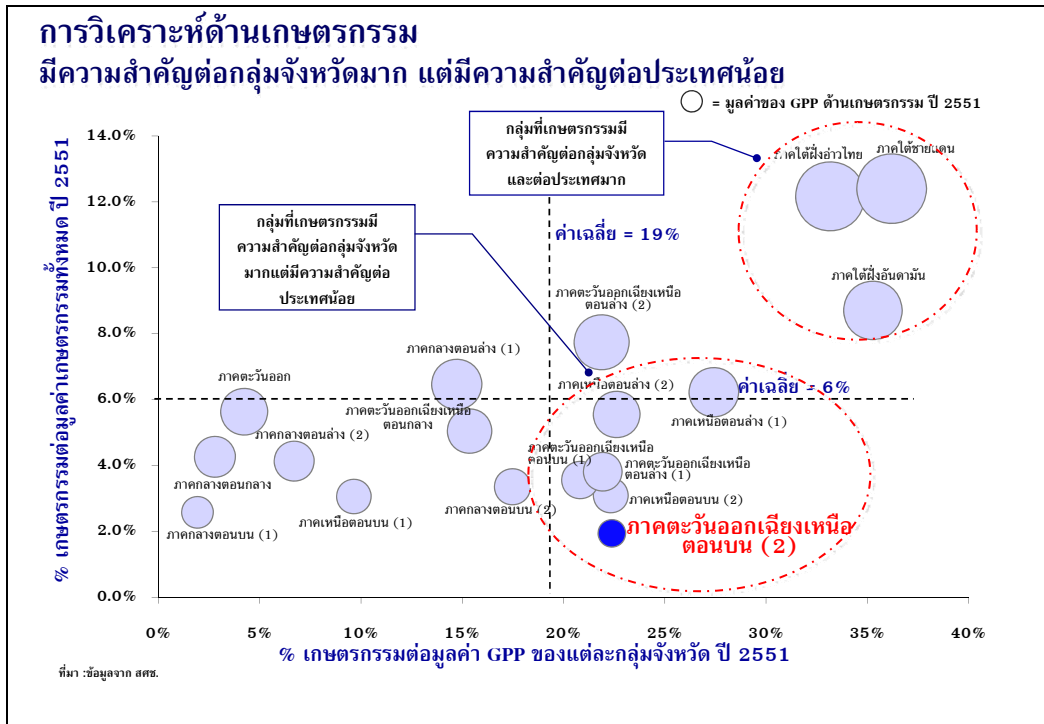 การวิเคราะห์ด้านเกษตรกรรม
มีความสำคัญต่อกลุ่มจังหวัดมาก แต่มีความสำคัญต่อประเทศน้อย
= มูลค่าของ GPP ด้านเกษตรกรรม ปี 2551
% เกษตรกรรมต่อมูลค่าเกษตรกรรมทั้งหมด ปี 2551
14.0%
12.0%
10.0%
8.0%
6.0%
4.0%
2.0%
0.0%
กลุ่มที่เกษตรกรรมมี
ความสำคัญต่อกลุ่มจังหวัด
และต่อประเทศมาก
กลุ่มที่เกษตรกรรมมี
ความสำคัญต่อกลุ่มจังหวัด
มากแต่มีความสำคัญต่อ
ประเทศน้อย
ค่าเฉลี่ย = 19%
ภาคใต้ฝั่งอ่าวไทย
ภาคใต้ชายแดน
ภาคใต้ฝั่งอันดามัน
ภาคตะวันออกเฉียงเหนือ
ตอนล่าง (2)
ภาคกลางตอนล่าง (1)
ภาคตะวันออก
ภาคเหนือตอนล่าง (2)
ค่าเฉลี่ย = 6%
ภาคตะวันออกเฉียงเหนือ
ตอนกลาง
ภาคเหนือตอนล่าง (1)
ภาคกลางตอนล่าง (2)
ภาคตะวันออกเฉียงเหนือ
ตอนบน (1)
ภาคตะวันออกเฉียงเหนือ
ตอนล่าง (1)
ภาคกลางตอนกลาง
ภาคเหนือตอนบน (2)
ภาคกลางตอนบน (2)
ภาคเหนือตอนบน (1)
ภาคกลางตอนบน (1)
ภาคตะวันออกเฉียงเหนือ
ตอนบน (2)
0%
5%
10%
15%
20%
25%
30%
35%
40%
% เกษตรกรรมต่อมูลค่า GPP ของแต่ละกลุ่มจังหวัด ปี 2551
ที่มา :ข้อมูลจาก สศช.